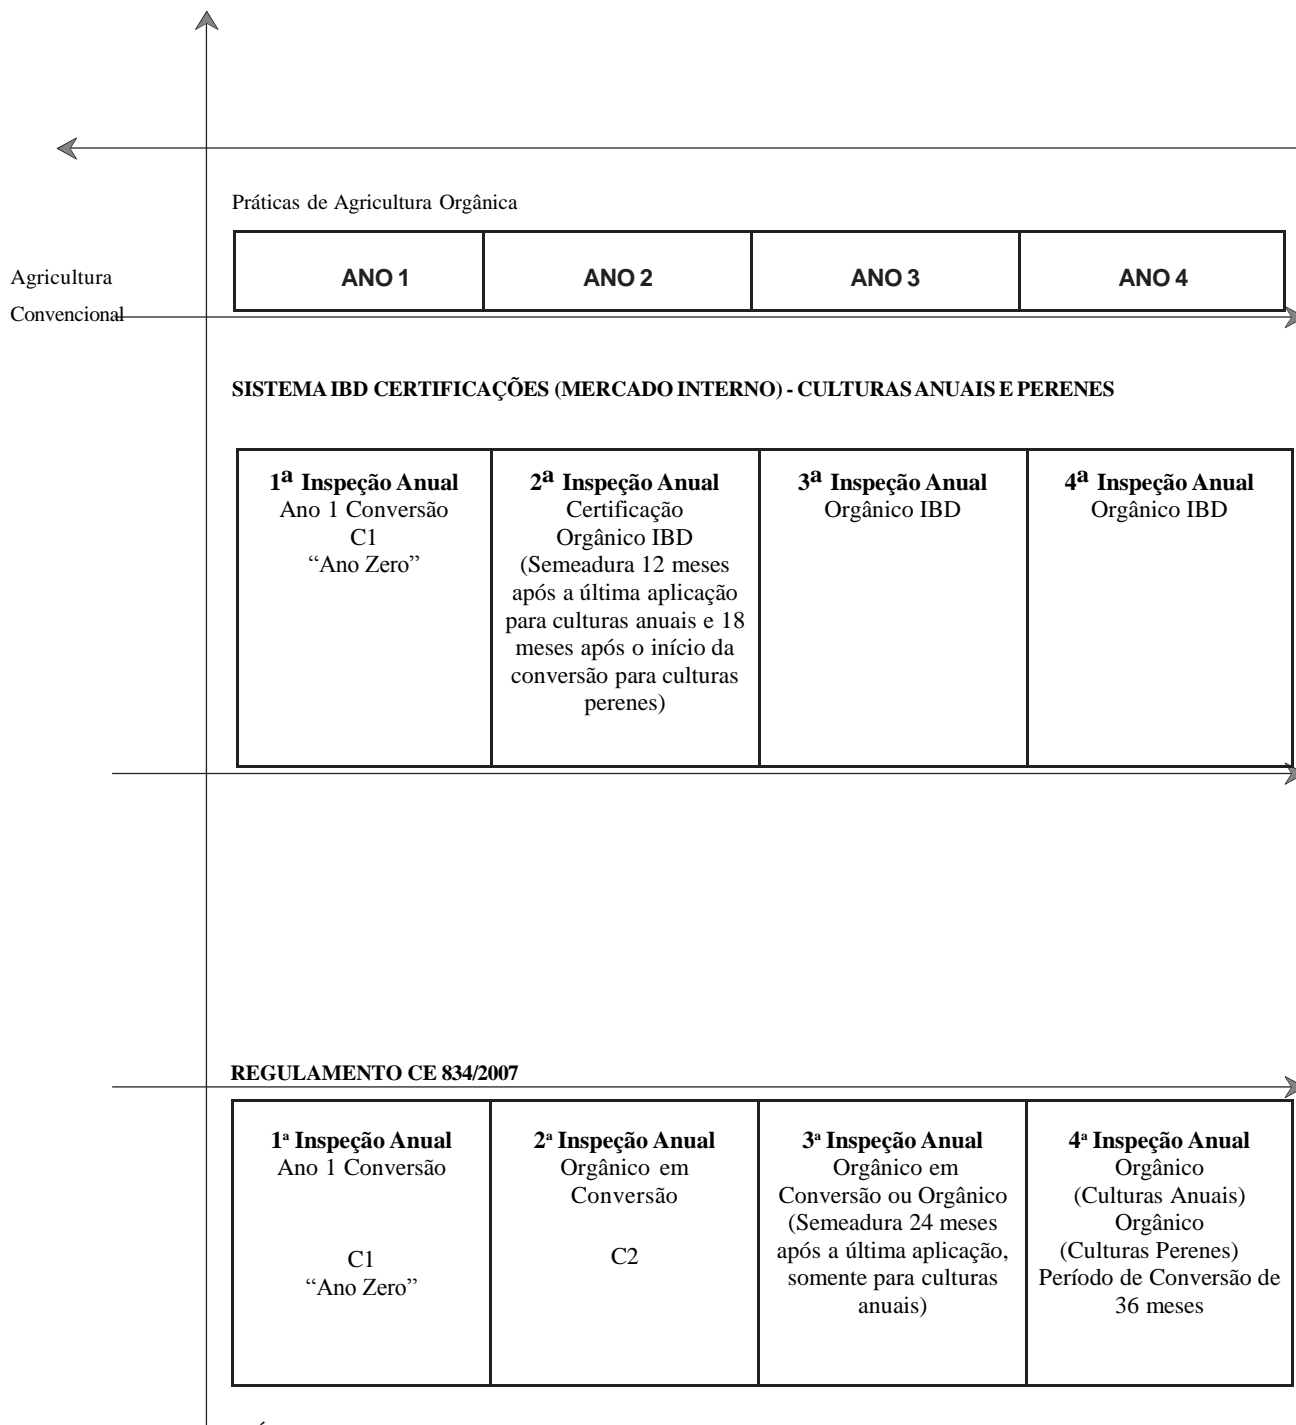 Práticas de Agricultura Orgânica
Agricultura
Convencional
ANO 1
ANO 2
ANO 3
ANO 4
SISTEMA IBD CERTIFICAÇÕES (MERCADO INTERNO) - CULTURAS ANUAIS E PERENES
1ª Inspeção Anual
Ano 1 Conversão
C1
“Ano Zero”
2ª Inspeção Anual
Certificação
Orgânico IBD
(Semeadura 12 meses
após a última aplicação
para culturas anuais e 18
meses após o início da
conversão para culturas
perenes)
3ª Inspeção Anual
Orgânico IBD
4ª Inspeção Anual
Orgânico IBD
REGULAMENTO CE 834/2007
1ª Inspeção Anual
Ano 1 Conversão
C1
“Ano Zero”
2ª Inspeção Anual
Orgânico em
Conversão
C2
3ª Inspeção Anual
Orgânico em
Conversão ou Orgânico
(Semeadura 24 meses
após a última aplicação,
somente para culturas
anuais)
4ª Inspeção Anual
Orgânico
(Culturas Anuais)
Orgânico
(Culturas Perenes)
Período de Conversão de
36 meses